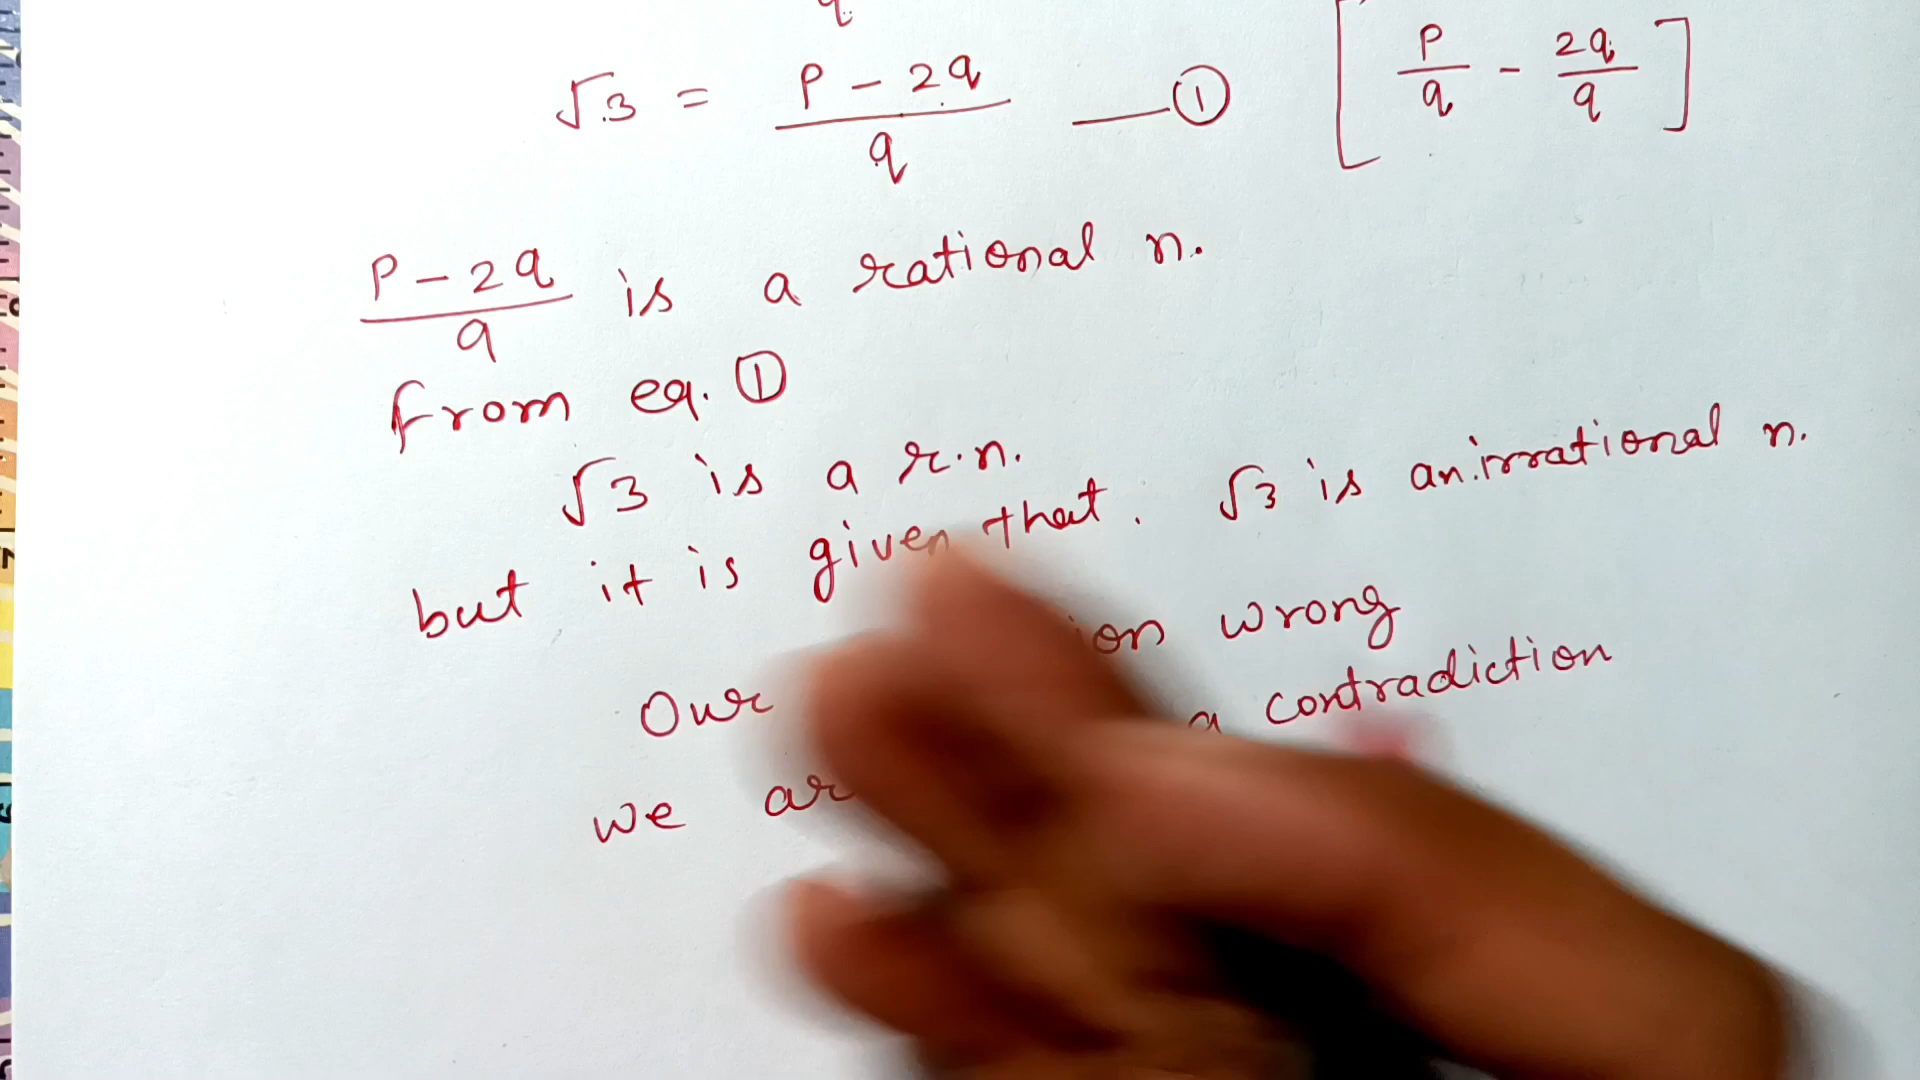 q
√3 = p - 2q / q — ① [ p/q - 2q/q ]
p - 2q / q is a rational n.
from eq. ①
√3 is a r.n.
but it is given that √3 is an irrational n.
Our wrong
we a contradiction